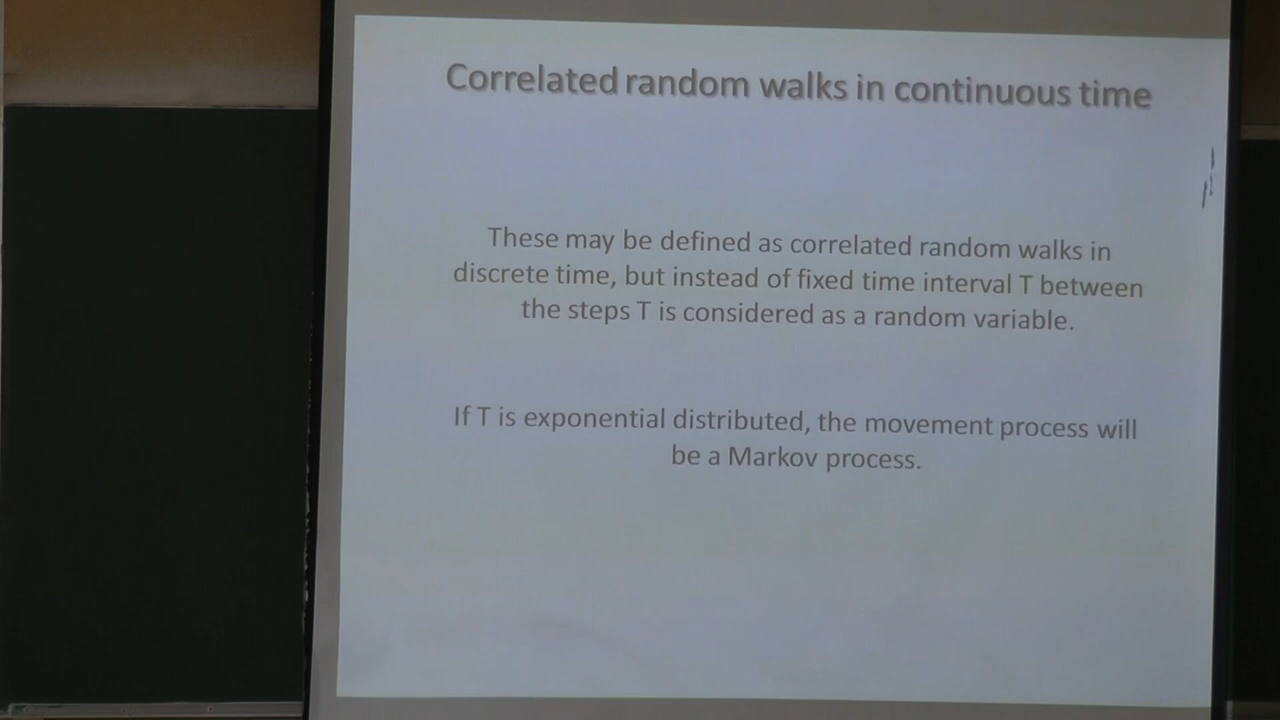 Correlated random walks in continuous time
These may be defined as correlated random walks in
discrete time, but instead of fixed time interval T between
the steps T is considered as a random variable.
If T is exponential distributed, the movement process will
be a Markov process.